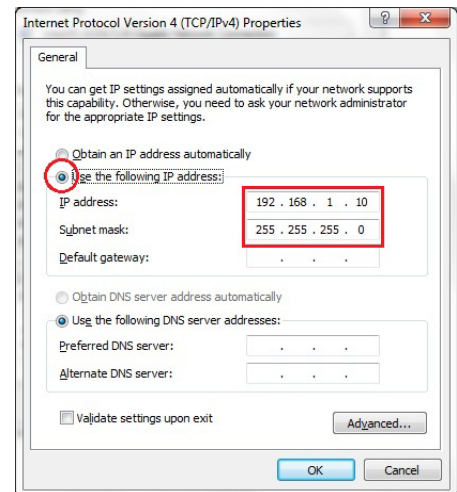 Internet Protocol Version 4 (TCP/IPv4) Properties
General
You can get IP settings assigned automatically if your network supports
this capability. Otherwise, you need to ask your network administrator
for the appropriate IP settings.
Obtain an IP address automatically
Use the following IP address:
IP address: 192 . 168 . 1 . 10
Subnet mask: 255 . 255 . 255 . 0
Default gateway: . . .
Obtain DNS server address automatically
Use the following DNS server addresses:
Preferred DNS server: . . .
Alternate DNS server: . . .
Validate settings upon exit
Advanced...
OK Cancel